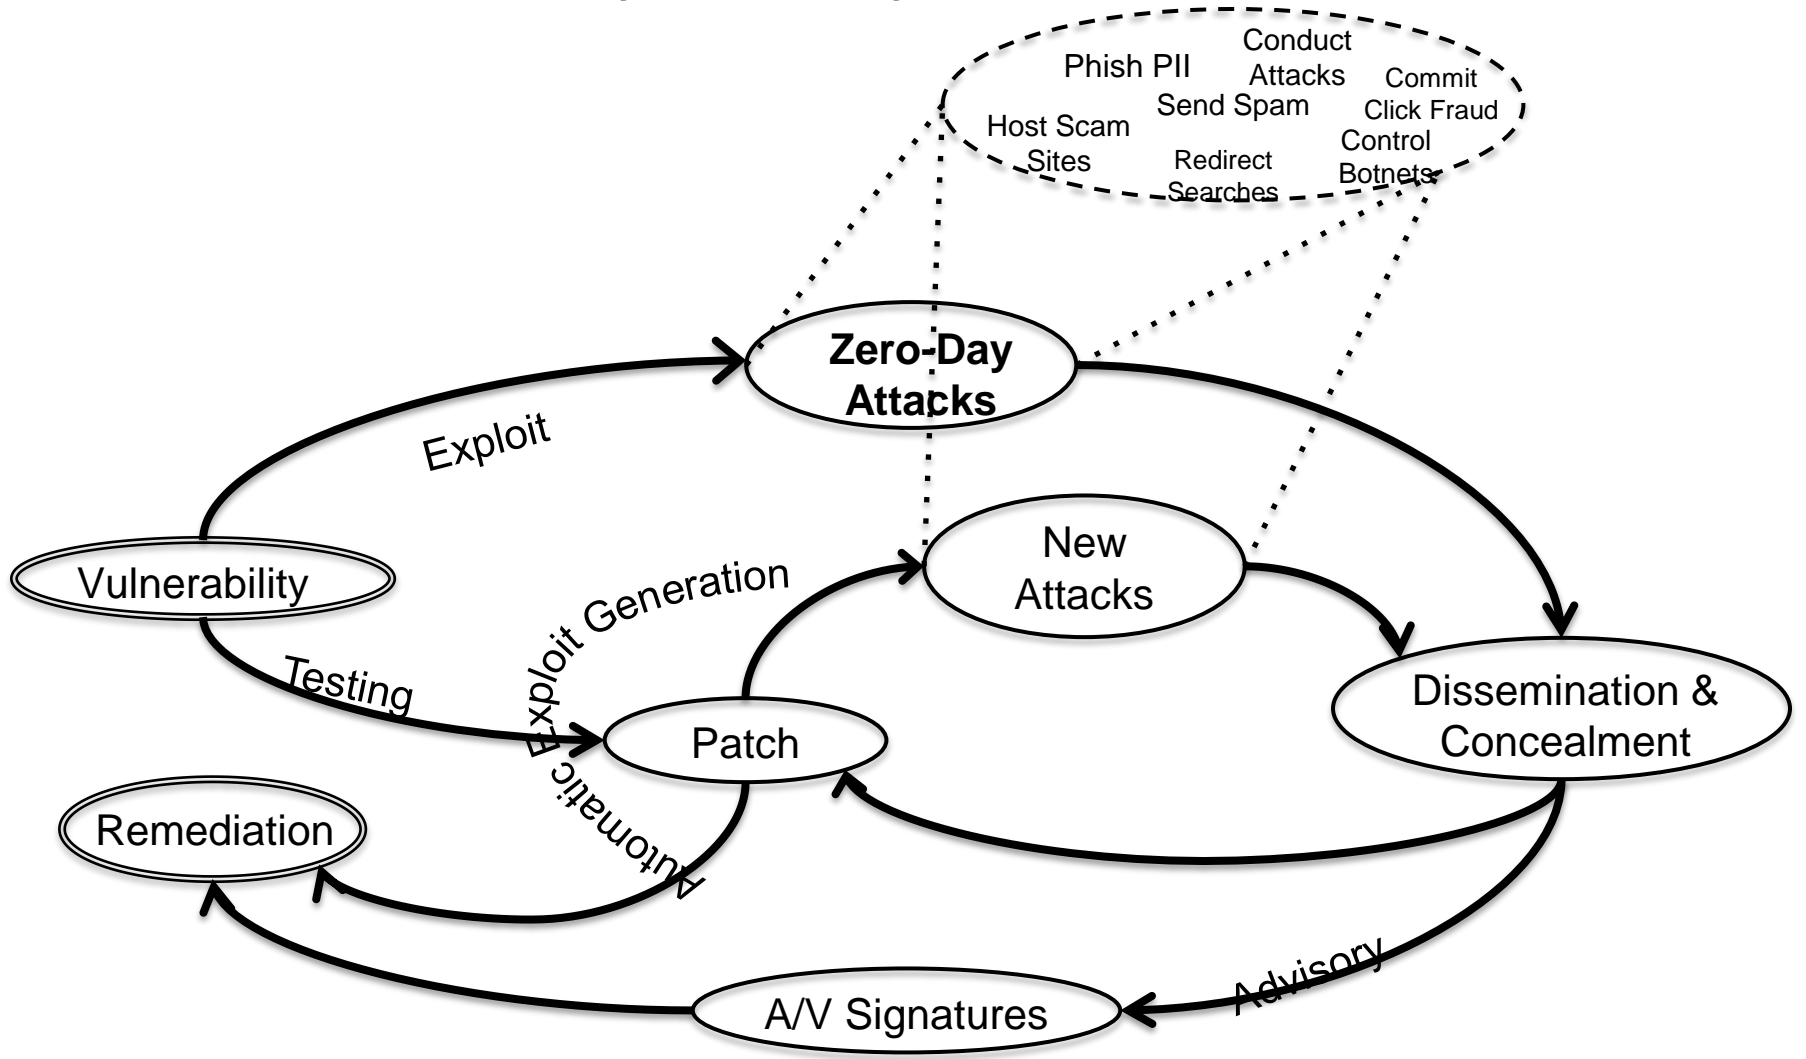 Conduct
Attacks
Phish PII
Commit
Click Fraud
Send Spam
Host Scam
Sites
Control
Botnets
Redirect
Searches
Zero-Day
Attacks
Exploit
New
Attacks
Vulnerability
Automatic Exploit Generation
Testing
Patch
Dissemination &
Concealment
Remediation
Advisory
A/V Signatures